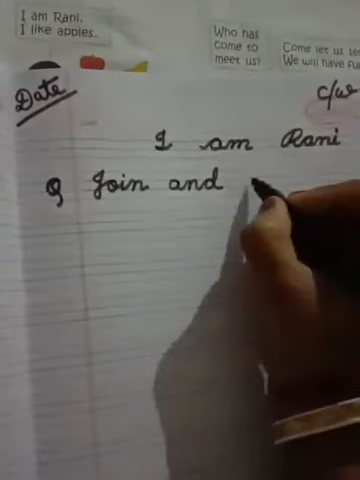 I am Rani.
I like apples.
Who has
come to
meet us?
Come let us
We will have fu
Date
c/w
I am Rani
Q Join and